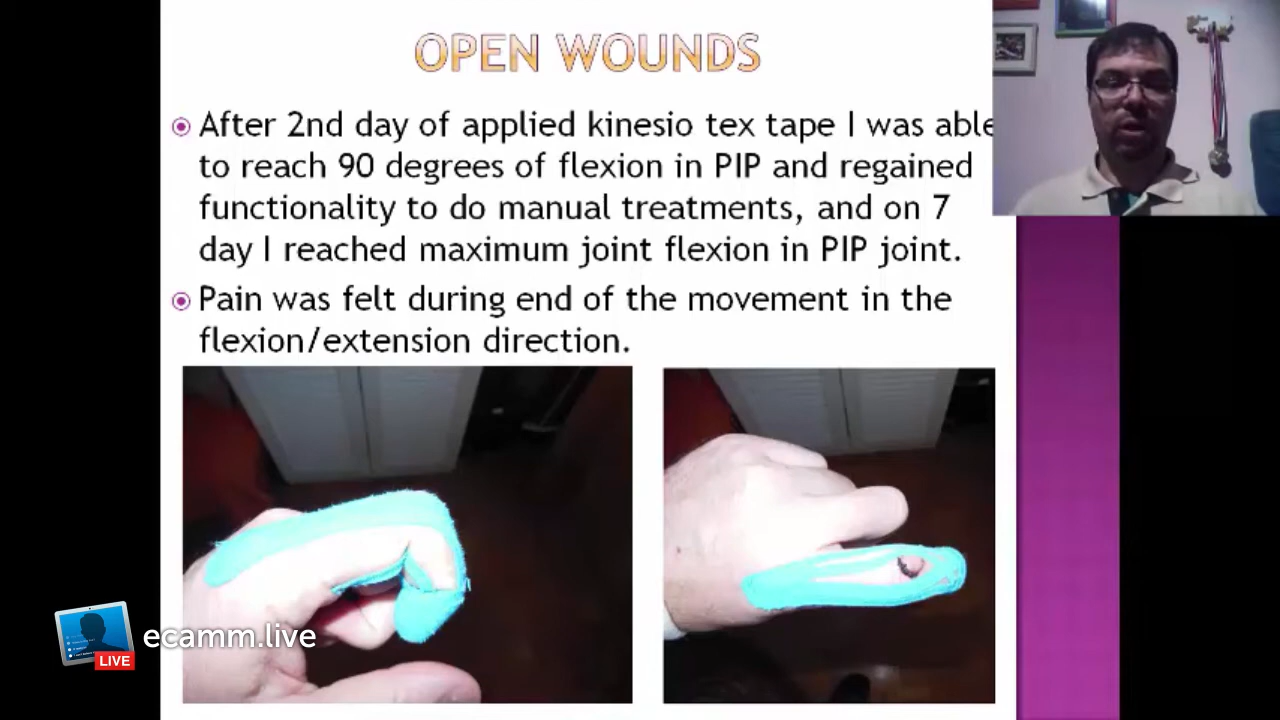 OPEN WOUNDS
After 2nd day of applied kinesio tex tape I was able
to reach 90 degrees of flexion in PIP and regained
functionality to do manual treatments, and on 7
day I reached maximum joint flexion in PIP joint.
Pain was felt during end of the movement in the
flexion/extension direction.
ecamm.live
LIVE